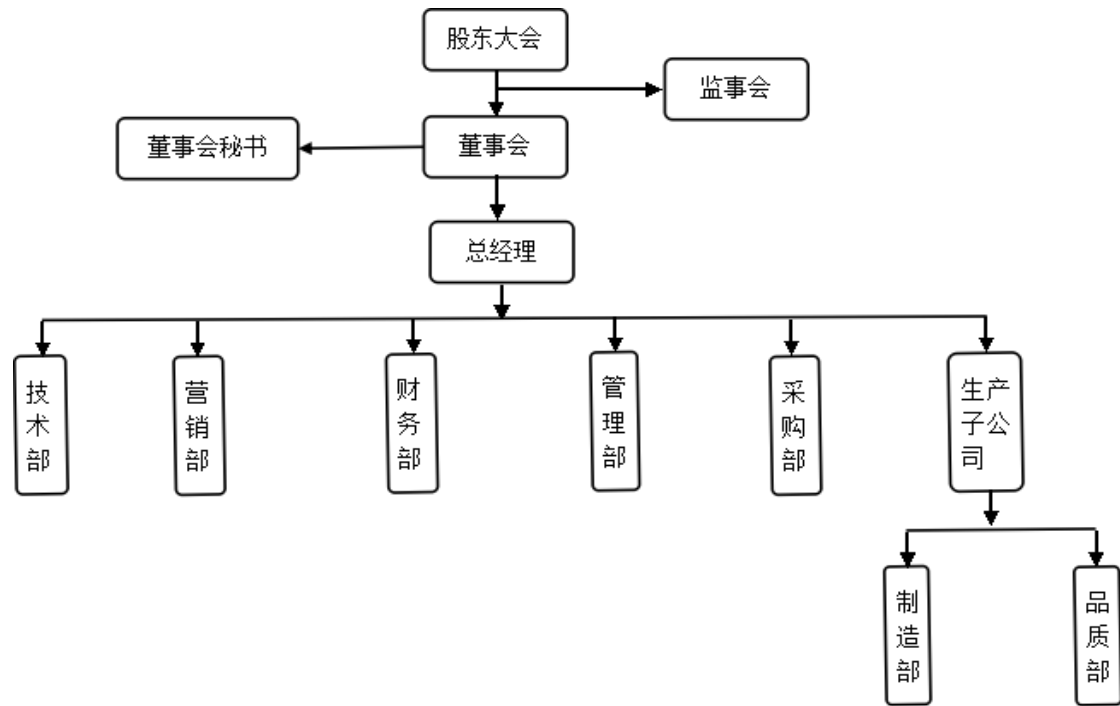 股东大会
监事会
董事会秘书
董事会
总经理
技术部
营销部
财务部
管理部
采购部
生产
子公
司
制造部
品质部